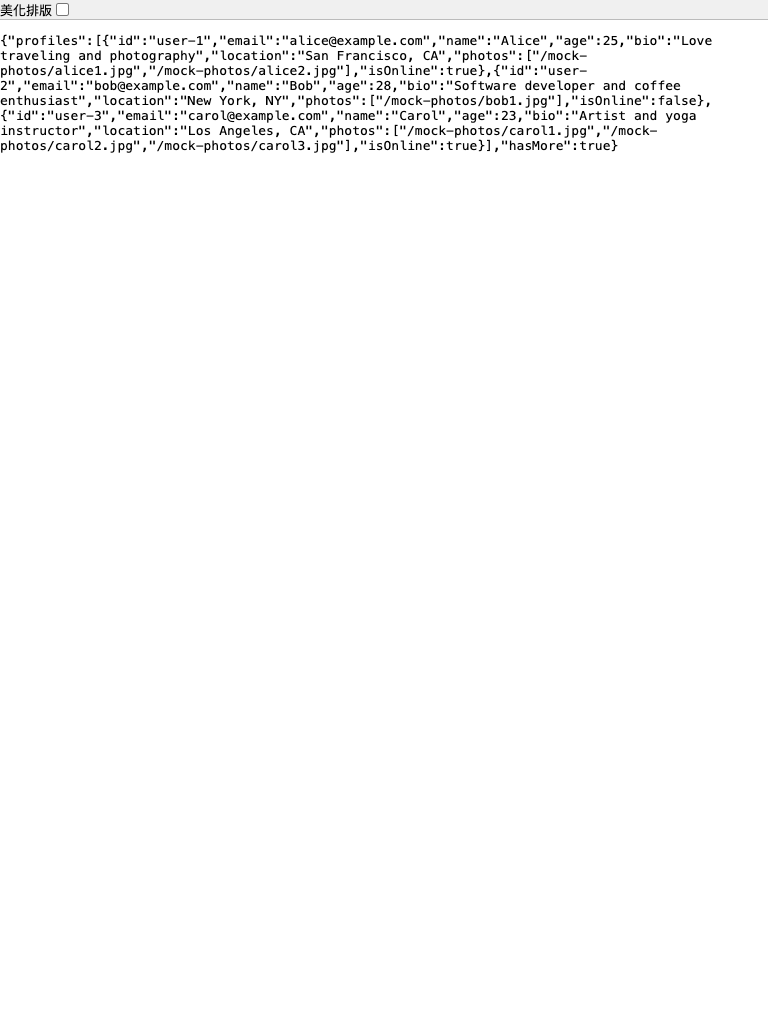 美化排版
{"profiles":[{"id":"user-1","email":"alice@example.com","name":"Alice","age":25,"bio":"Love
traveling and photography","location":"San Francisco, CA","photos":["/mock-
photos/alice1.jpg","/mock-photos/alice2.jpg"],"isOnline":true},{"id":"user-
2","email":"bob@example.com","name":"Bob","age":28,"bio":"Software developer and coffee
enthusiast","location":"New York, NY","photos":["/mock-photos/bob1.jpg"],"isOnline":false},
{"id":"user-3","email":"carol@example.com","name":"Carol","age":23,"bio":"Artist and yoga
instructor","location":"Los Angeles, CA","photos":["/mock-photos/carol1.jpg","/mock-
photos/carol2.jpg","/mock-photos/carol3.jpg"],"isOnline":true}],"hasMore":true}